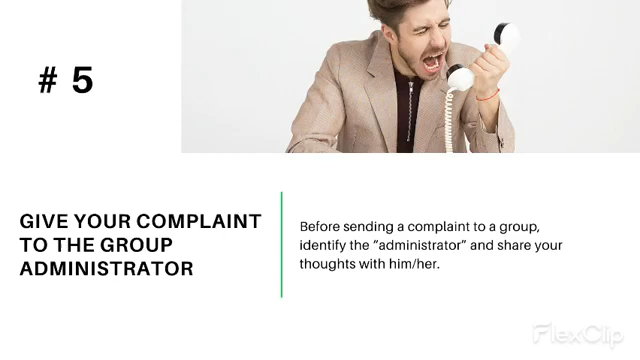 # 5
GIVE YOUR COMPLAINT
TO THE GROUP
ADMINISTRATOR
Before sending a complaint to a group,
identify the “administrator” and share your
thoughts with him/her.
FlexClip